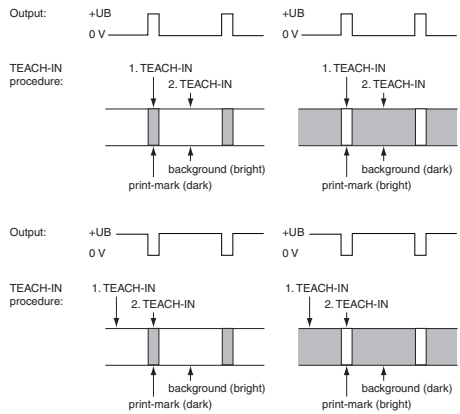 Output: +UB +UB
0 V 0 V
TEACH-IN procedure: 1. TEACH-IN 1. TEACH-IN
2. TEACH-IN 2. TEACH-IN
background (bright) background (dark)
print-mark (dark) print-mark (bright)
Output: +UB +UB
0 V 0 V
TEACH-IN procedure: 1. TEACH-IN 1. TEACH-IN
2. TEACH-IN 2. TEACH-IN
background (bright) background (dark)
print-mark (dark) print-mark (bright)